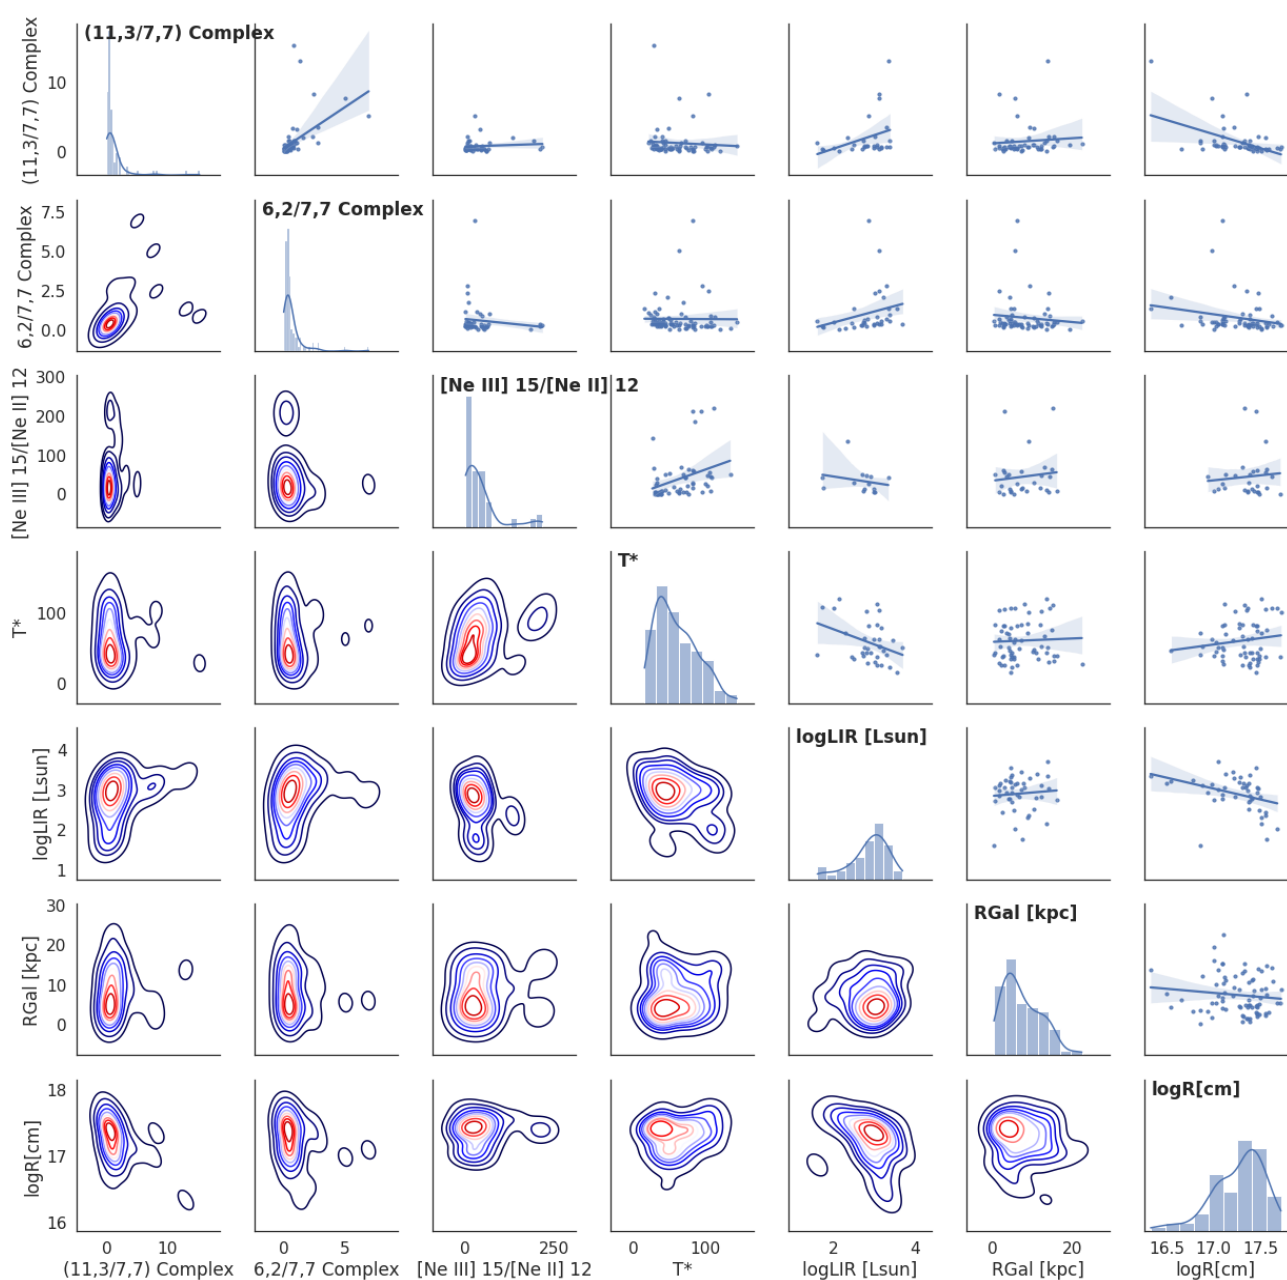 (11,3/7,7) Complex
(11,3/7,7) Complex
10
0
6,2/7,7 Complex
6,2/7,7 Complex
7.5
5.0
2.5
0.0
[Ne III] 15/[Ne II] 12
[Ne III] 15/[Ne II] 12
300
200
100
0
T*
T*
100
0
logLIR [Lsun]
logLIR [Lsun]
4
3
2
1
RGal [kpc]
RGal [kpc]
30
20
10
0
logR[cm]
logR[cm]
18
17
16
0 10 0 5 0 250 0 100 2 4 0 20 16.5 17.0 17.5
(11,3/7,7) Complex 6,2/7,7 Complex [Ne III] 15/[Ne II] 12 T* logLIR [Lsun] RGal [kpc] logR[cm]